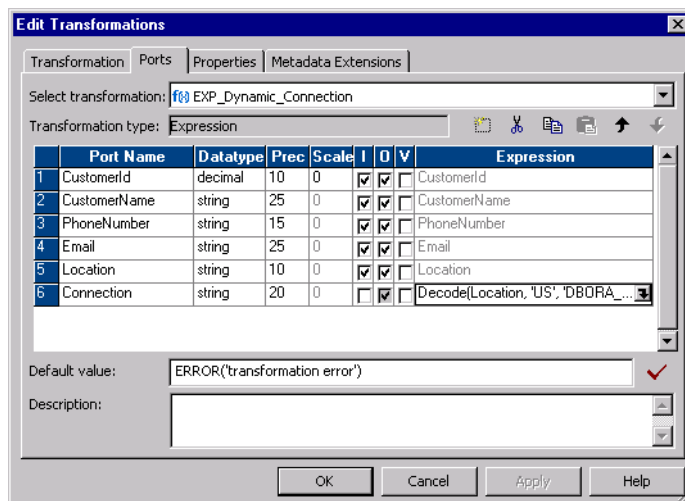 Edit Transformations
Transformation Ports Properties Metadata Extensions
Select transformation: f(x) EXP_Dynamic_Connection
Transformation type: Expression
Port Name Datatype Prec Scale I O V Expression
1 CustomerId decimal 10 0 CustomerId
2 CustomerName string 25 0 CustomerName
3 PhoneNumber string 15 0 PhoneNumber
4 Email string 25 0 Email
5 Location string 10 0 Location
6 Connection string 20 0 Decode(Location, 'US', 'DBORA_...
Default value: ERROR('transformation error')
Description:
OK Cancel Apply Help